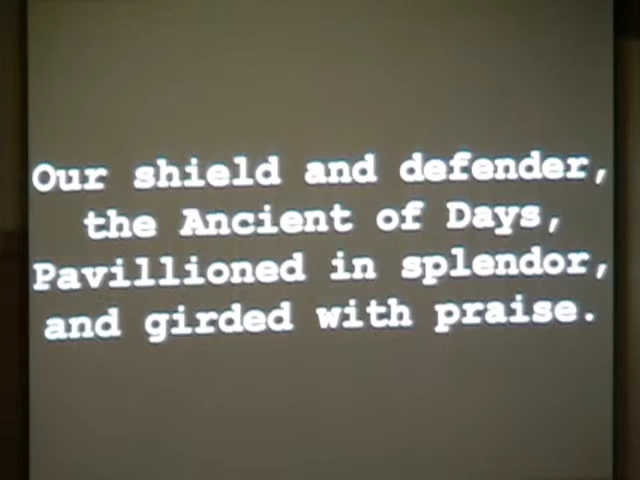 Our shield and defender,
the Ancient of Days,
Pavillioned in splendor,
and girded with praise.